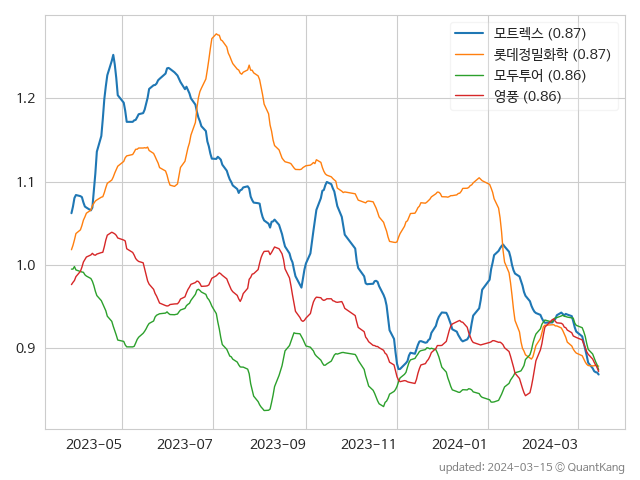 모트렉스 (0.87)
롯데정밀화학 (0.87)
모두투어 (0.86)
영풍 (0.86)
1.2
1.1
1.0
0.9
2023-05 2023-07 2023-09 2023-11 2024-01 2024-03
updated: 2024-03-15 © QuantKang